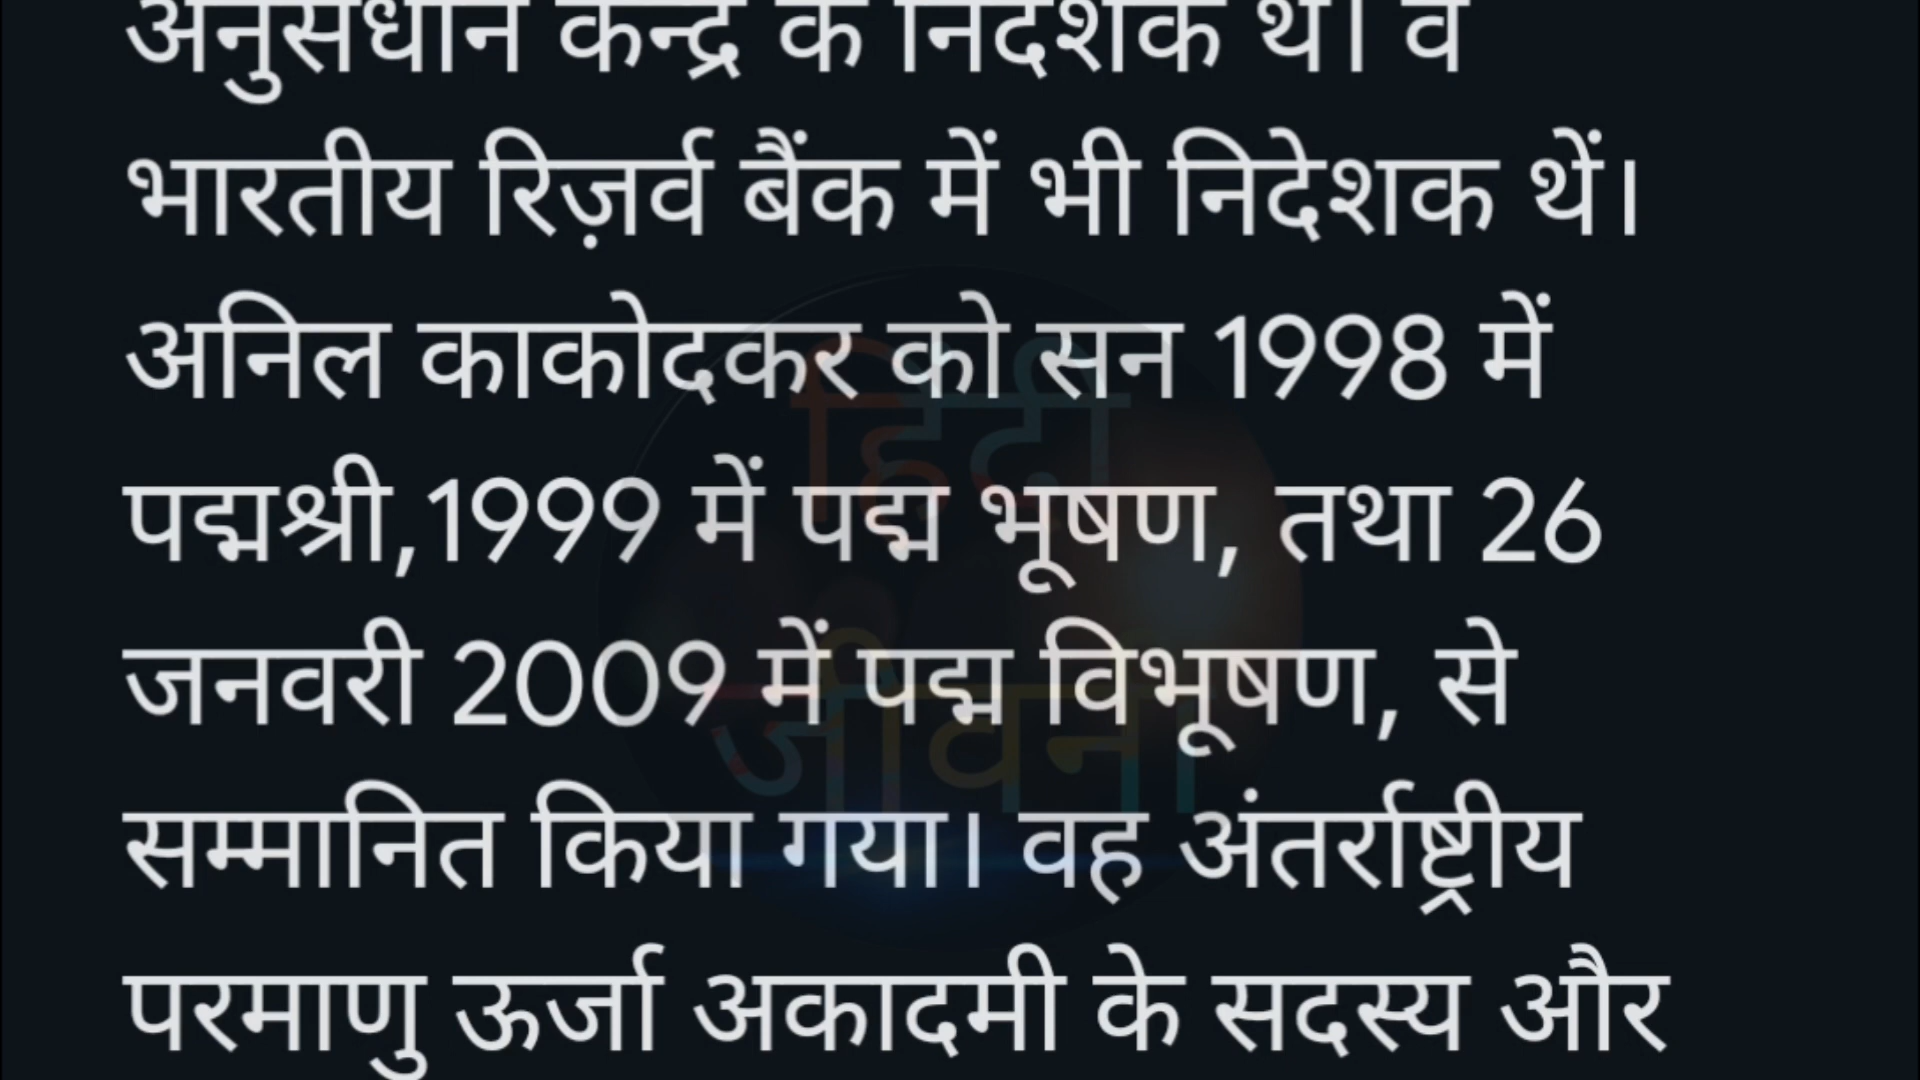 अनुसंधान केन्द्र के निदेशक थे। वे
भारतीय रिज़र्व बैंक में भी निदेशक थें।
अनिल काकोदकर को सन 1998 में
पद्मश्री,1999 में पद्म भूषण, तथा 26
जनवरी 2009 में पद्म विभूषण, से
सम्मानित किया गया। वह अंतर्राष्ट्रीय
परमाणु ऊर्जा अकादमी के सदस्य और
हिंदी
जीवन